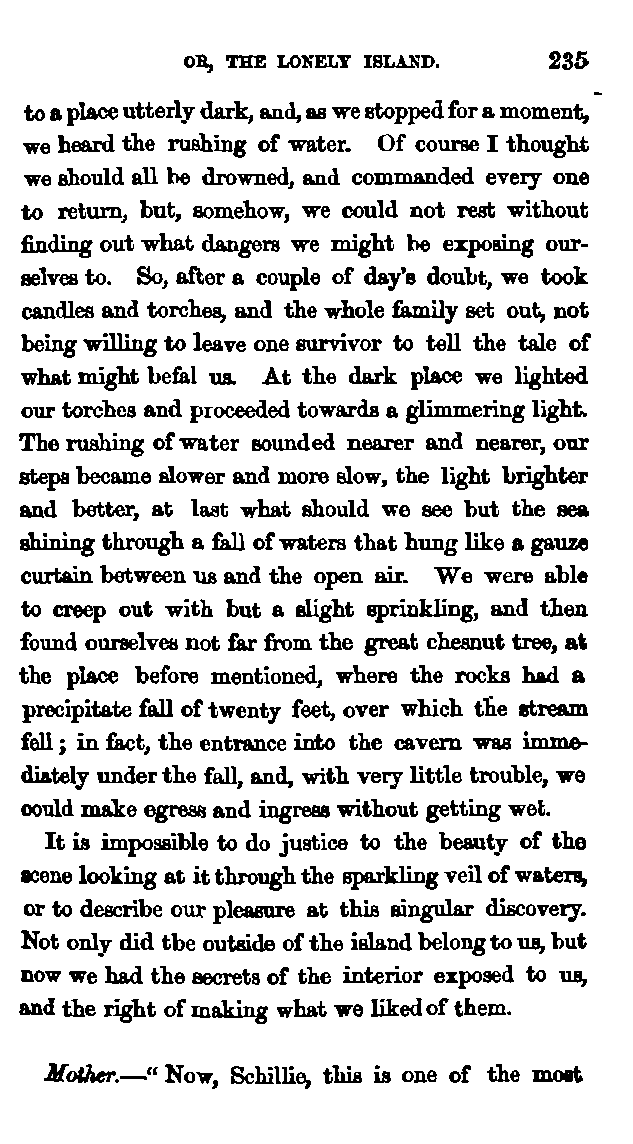 OR, THE LONELY ISLAND. 235
to a place utterly dark, and, as we stopped for a moment,
we heard the rushing of water. Of course I thought
we should all be drowned, and commanded every one
to return, but, somehow, we could not rest without
finding out what dangers we might be exposing our-
selves to. So, after a couple of day's doubt, we took
candles and torches, and the whole family set out, not
being willing to leave one survivor to tell the tale of
what might befal us. At the dark place we lighted
our torches and proceeded towards a glimmering light.
The rushing of water sounded nearer and nearer, our
steps became slower and more slow, the light brighter
and better, at last what should we see but the sea
shining through a fall of waters that hung like a gauze
curtain between us and the open air. We were able
to creep out with but a slight sprinkling, and then
found ourselves not far from the great chesnut tree, at
the place before mentioned, where the rocks had a
precipitate fall of twenty feet, over which the stream
fell; in fact, the entrance into the cavern was imme-
diately under the fall, and, with very little trouble, we
could make egress and ingress without getting wet.
It is impossible to do justice to the beauty of the
scene looking at it through the sparkling veil of waters,
or to describe our pleasure at this singular discovery.
Not only did the outside of the island belong to us, but
now we had the secrets of the interior exposed to us,
and the right of making what we liked of them.
Mother.—"Now, Schillie, this is one of the most